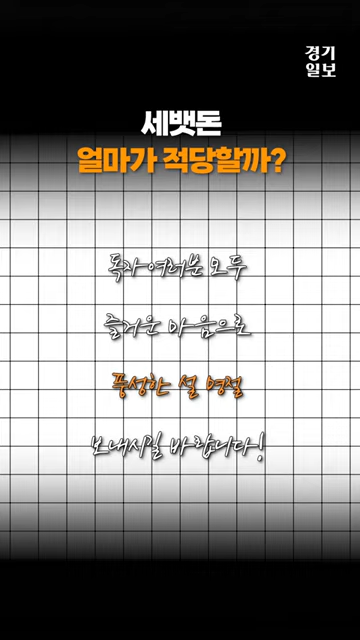 경기
일보
세뱃돈
얼마가 적당할까?
독자 여러분 모두
즐거운 마음으로
풍성한 설 명절
보내시길 바랍니다!